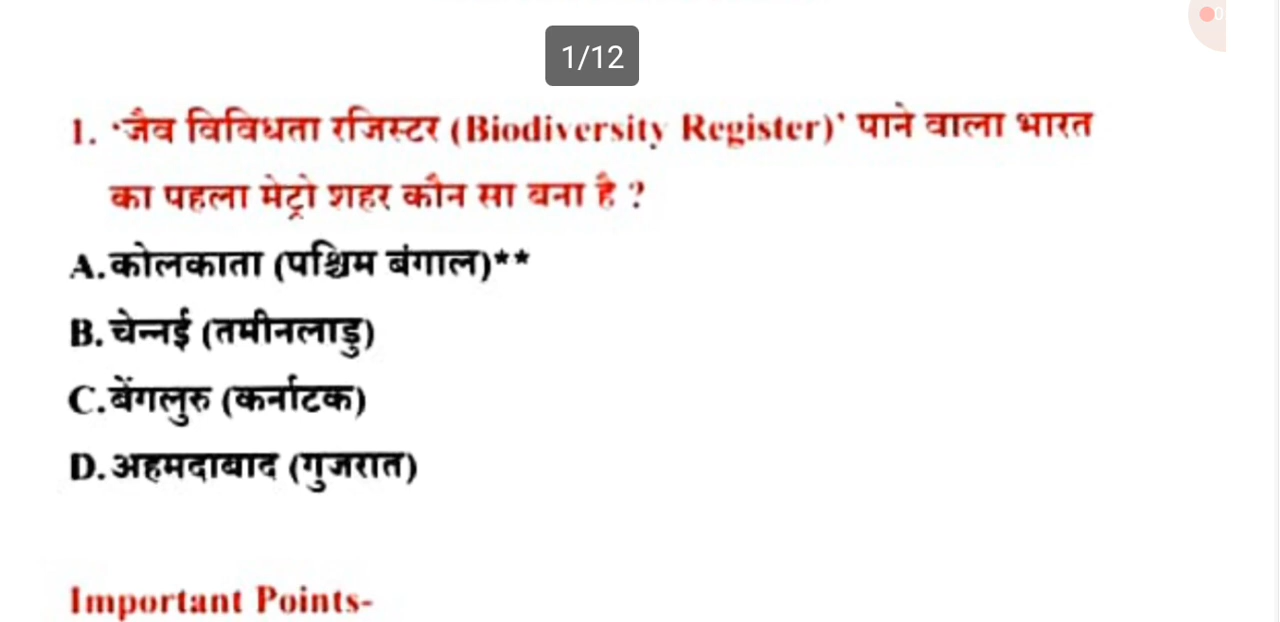 1/12
1. 'जैव विविधता रजिस्टर (Biodiversity Register)' पाने वाला भारत
का पहला मेट्रो शहर कौन सा बना है ?
A.कोलकाता (पश्चिम बंगाल)**
B. चेन्नई (तमीनलाडु)
C.बेंगलुरु (कर्नाटक)
D.अहमदाबाद (गुजरात)
Important Points-